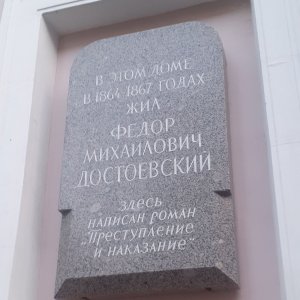 В ЭТОМ ДОМЕ
В 1864-1867 ГОДАХ
ЖИЛ
ФЕДОР
МИХАЙЛОВИЧ
ДОСТОЕВСКИЙ
ЗДЕСЬ
НАПИСАН РОМАН
„ПРЕСТУПЛЕНИЕ
И НАКАЗАНИЕ"